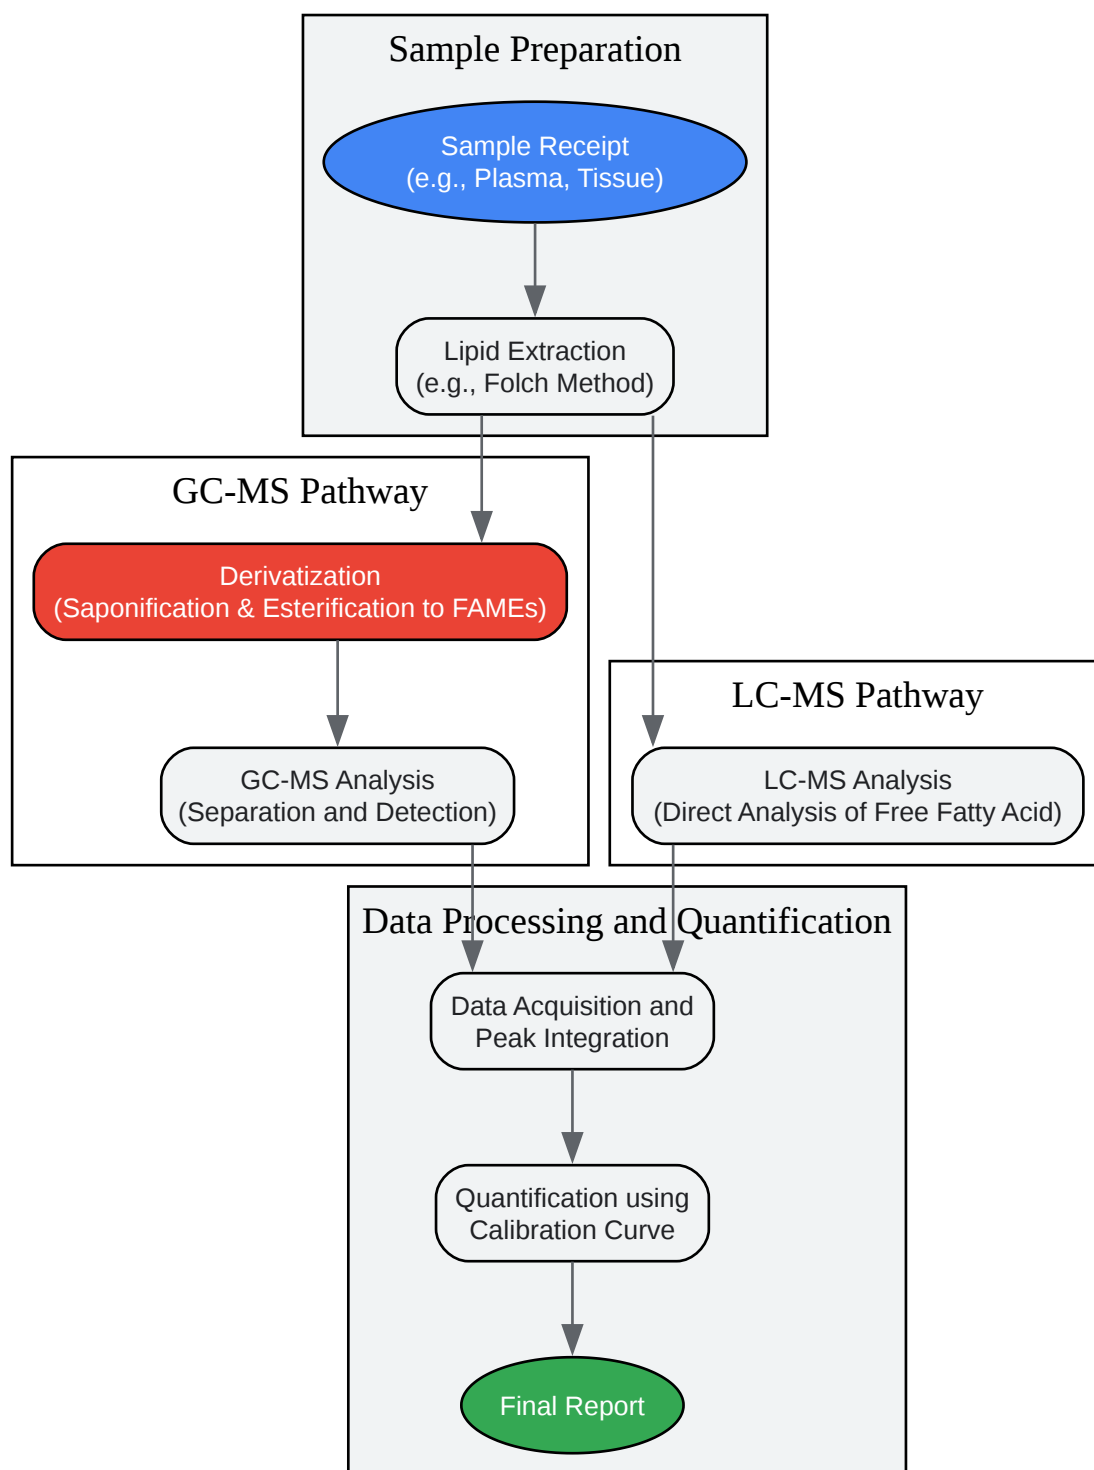 Sample Preparation
Sample Receipt
(e.g., Plasma, Tissue)
Lipid Extraction
(e.g., Folch Method)
GC-MS Pathway
Derivatization
(Saponification & Esterification to FAMEs)
GC-MS Analysis
(Separation and Detection)
LC-MS Pathway
LC-MS Analysis
(Direct Analysis of Free Fatty Acid)
Data Processing and Quantification
Data Acquisition and
Peak Integration
Quantification using
Calibration Curve
Final Report